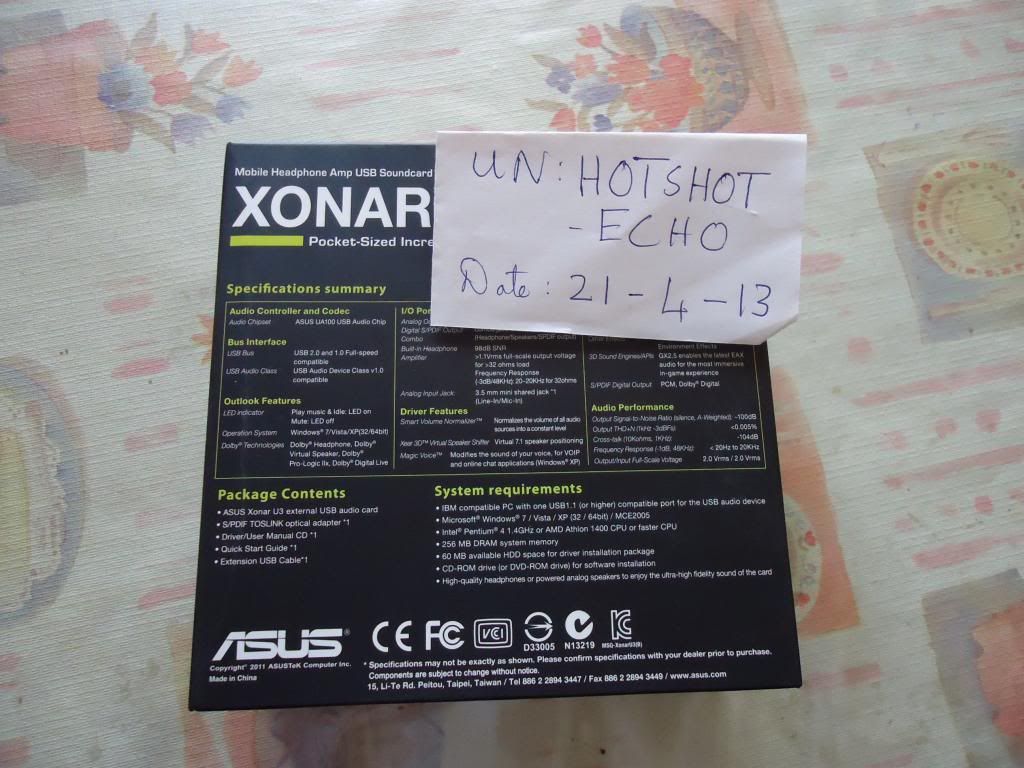 UN: HOTSHOT
- ECHO
Date: 21-4-13
Mobile Headphone Amp USB Soundcard
XONAR
Pocket-Sized
Specifications summary
Audio Controller and Codec
Audio Chipset ASUS UA100 USB Audio Chip
Bus Interface
USB Bus USB 2.0 and 1.0 Full-speed
compatible
USB Audio Class USB Audio Device Class v1.0
compatible
Outlook Features
LED indicator Play music & Idle: LED on
Mute: LED off
Operation System Windows® 7/Vista/XP(32/64bit)
Dolby® Technologies Dolby® Headphone, Dolby®
Virtual Speaker, Dolby®
Pro-Logic IIx, Dolby® Digital Live
I/O
Analog
Digital S/PDIF Output
Combo (Headphone/Speakers/SPDIF output)
Built-in Headphone 98dB SNR
Amplifier >1.1Vrms full-scale output voltage
for >32 ohms load
Frequency Response
(-3dB/48KHz): 20~20KHz for 32ohms
Analog Input Jack: 3.5 mm mini shared jack *1
(Line-In/Mic-In)
Driver Features
Smart Volume Normalizer™ Normalizes the volume of all audio
sources into a constant level
Xear 3D™ Virtual Speaker Shifter Virtual 7.1 speaker positioning
Magic Voice™ Modifies the sound of your voice, for VOIP
and online chat applications (Windows® XP)
Environment Effects
3D Sound Engines/APIs GX2.5 enables the latest EAX
audio for the most immersive
in-game experience
S/PDIF Digital Output PCM, Dolby® Digital
Audio Performance
Output Signal-to-Noise Ratio (silence, A-Weighted): -100dB
Output THD+N (1kHz -3dBFs): <0.005%
Cross-talk (10Kohms, 1KHz): -104dB
Frequency Response (-1dB, 48KHz): < 20Hz to 20KHz
Output/Input Full-Scale Voltage 2.0 Vrms / 2.0 Vrms
Package Contents
• ASUS Xonar U3 external USB audio card
• S/PDIF TOSLINK optical adapter *1
• Driver/User Manual CD *1
• Quick Start Guide *1
• Extension USB Cable*1
System requirements
• IBM compatible PC with one USB1.1 (or higher) compatible port for the USB audio device
• Microsoft® Windows® 7 / Vista / XP (32 / 64bit) / MCE2005
• Intel® Pentium® 4 1.4GHz or AMD Athlon 1400 CPU or faster CPU
• 256 MB DRAM system memory
• 60 MB available HDD space for driver installation package
• CD-ROM drive (or DVD-ROM drive) for software installation
• High-quality headphones or powered analog speakers to enjoy the ultra-high fidelity sound of the card
ASUS®
Copyright® 2011 ASUSTeK Computer Inc.
Made in China
CE FC VCI
D33005 N13219 MSQ-XonarU3(B)
* Specifications may not be exactly as shown. Please confirm specifications with your dealer prior to purchase.
Components are subject to change without notice.
15, Li-Te Rd. Peitou, Taipei, Taiwan / Tel 886 2 2894 3447 / Fax 886 2 2894 3449 / www.asus.com